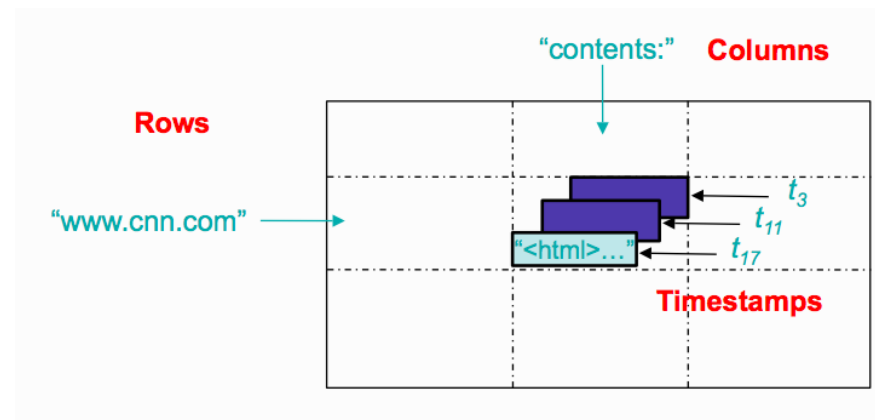 “contents:”
Columns
Rows
“www.cnn.com”
t3
t11
“<html>…”
t17
Timestamps